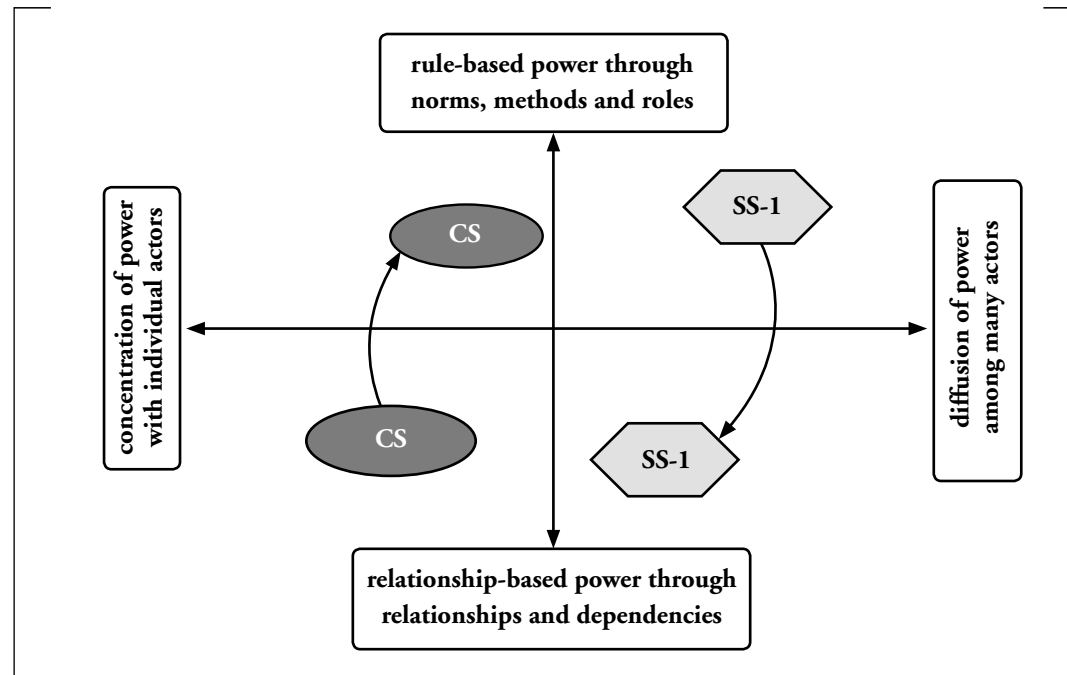 rule-based power through
norms, methods and roles
concentration of power
with individual actors
CS
SS-1
diffusion of power
among many actors
CS
SS-1
relationship-based power through
relationships and dependencies